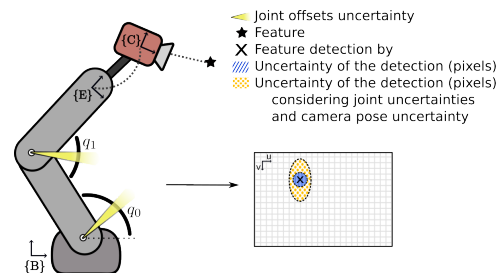 {C}
{E}
q1
q0
{B}
Joint offsets uncertainty
Feature
Feature detection by
Uncertainty of the detection (pixels)
Uncertainty of the detection (pixels)
considering joint uncertainties
and camera pose uncertainty
u
v